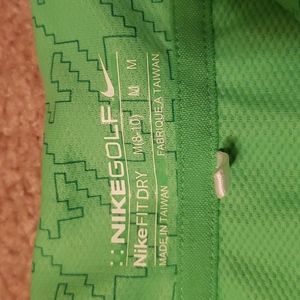 NIKEGOLF
NikeFITDRY
M(8-10) M M
MADE IN TAIWAN FABRIQUÉ À TAIWAN